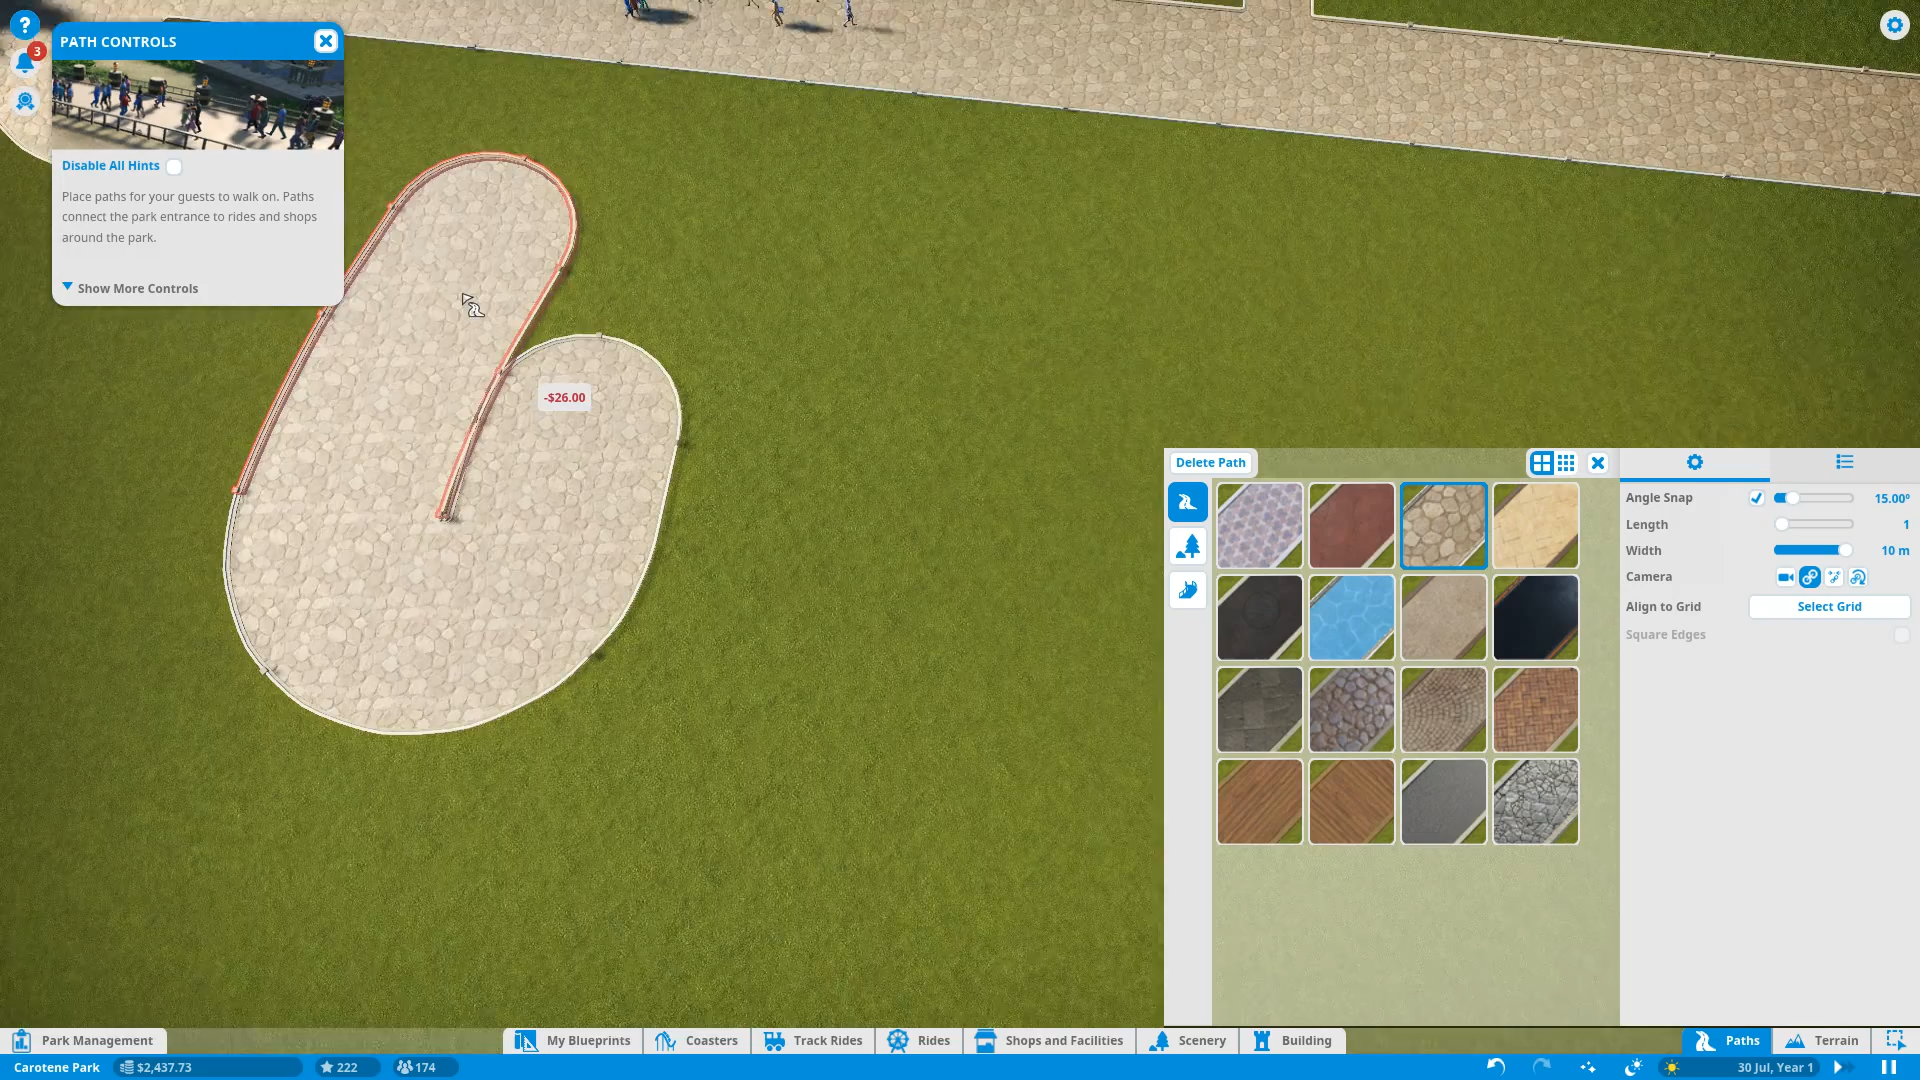 ?
3
PATH CONTROLS
Disable All Hints
Place paths for your guests to walk on. Paths
connect the park entrance to rides and shops
around the park.
Show More Controls
-$26.00
Delete Path
Angle Snap
15.00º
Length
1
Width
10 m
Camera
Align to Grid
Select Grid
Square Edges
Park Management
My Blueprints
Coasters
Track Rides
Rides
Shops and Facilities
Scenery
Building
Paths
Terrain
Carotene Park
$2,437.73
222
174
30 Jul, Year 1